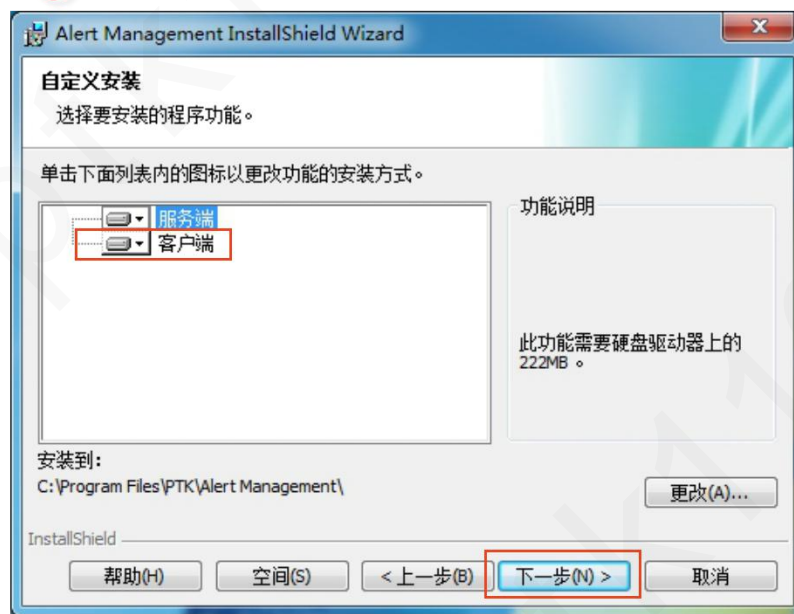 Alert Management InstallShield Wizard
自定义安装
选择要安装的程序功能。
单击下面列表内的图标以更改功能的安装方式。
服务端
客户端
功能说明
此功能需要硬盘驱动器上的
222MB。
安装到:
C:\Program Files\PTK\Alert Management\
更改(A)...
InstallShield
帮助(H)
空间(S)
<上一步(B)
下一步(N) >
取消